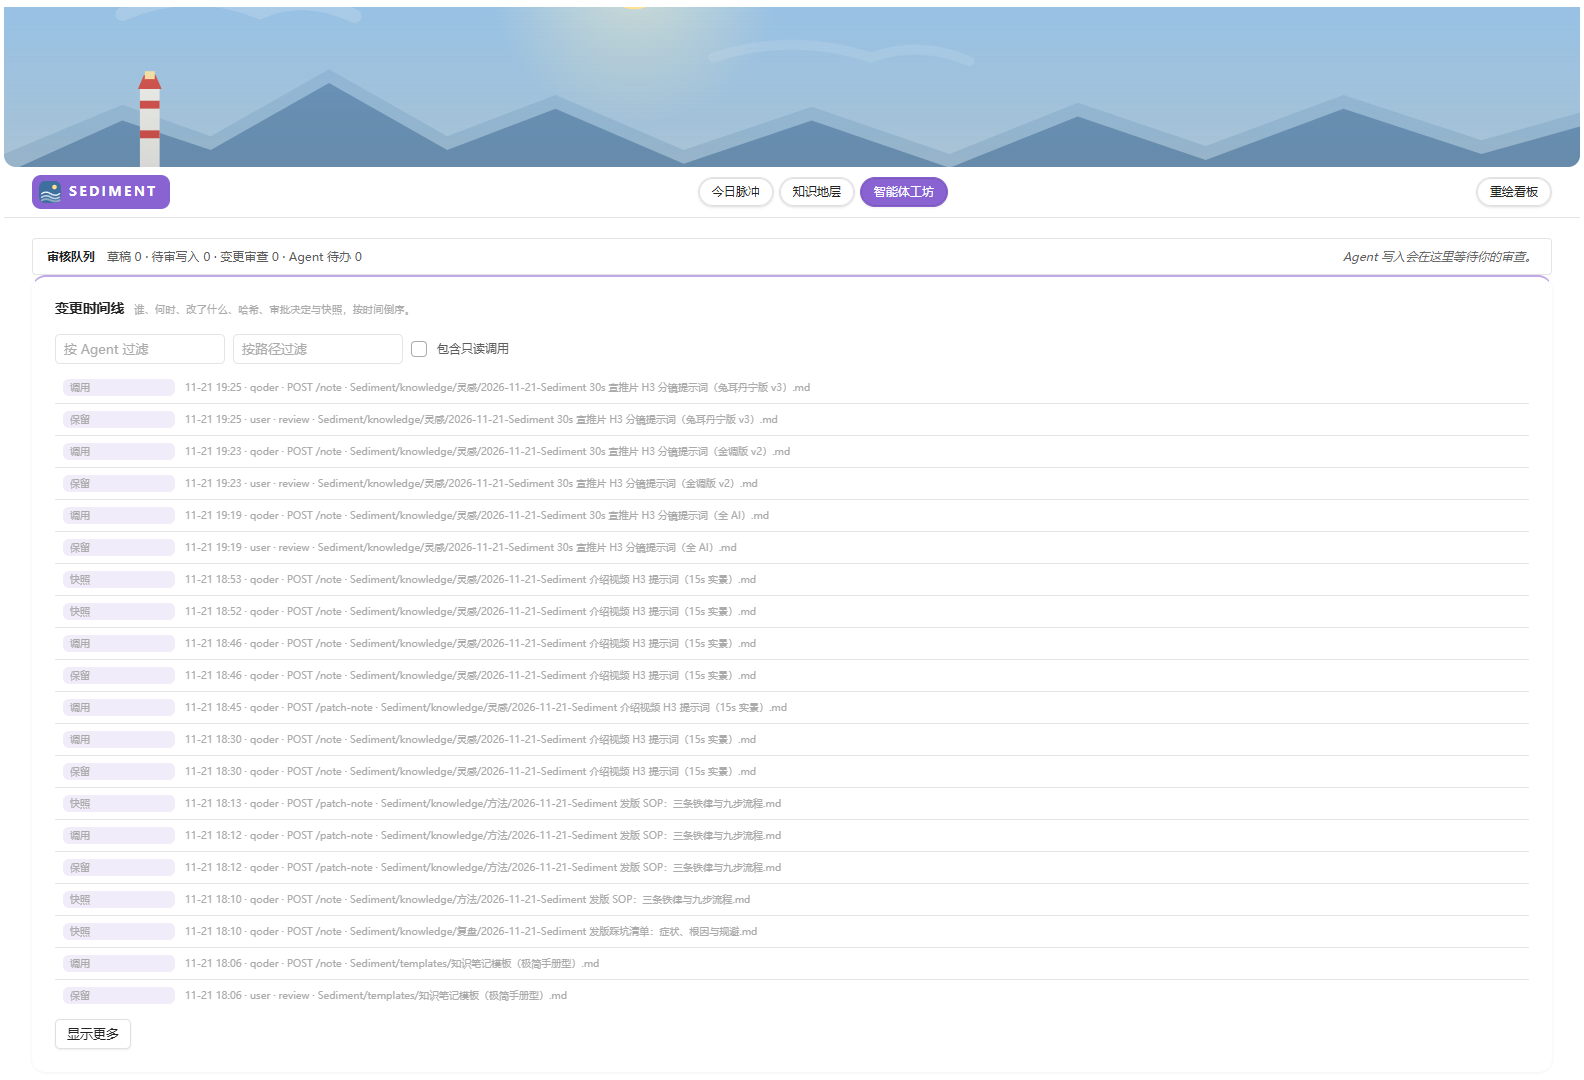 SEDIMENT
今日脉冲 知识地层 智能体工坊 重绘看板
审核队列 草稿 0 · 待审写入 0 · 变更审查 0 · Agent 待办 0 Agent 写入会在这里等待你的审查。
变更时间线 谁、何时、改了什么、哈希、审批决定与快照，按时间倒序。
按 Agent 过滤 按路径过滤 包含只读调用
调用 11-21 19:25 · qoder · POST /note · Sediment/knowledge/灵感/2026-11-21-Sediment 30s 宣推片 H3 分镜提示词（兔耳丹宁版 v3）.md
保留 11-21 19:25 · user · review · Sediment/knowledge/灵感/2026-11-21-Sediment 30s 宣推片 H3 分镜提示词（兔耳丹宁版 v3）.md
调用 11-21 19:23 · qoder · POST /note · Sediment/knowledge/灵感/2026-11-21-Sediment 30s 宣推片 H3 分镜提示词（金调版 v2）.md
保留 11-21 19:23 · user · review · Sediment/knowledge/灵感/2026-11-21-Sediment 30s 宣推片 H3 分镜提示词（金调版 v2）.md
调用 11-21 19:19 · qoder · POST /note · Sediment/knowledge/灵感/2026-11-21-Sediment 30s 宣推片 H3 分镜提示词（全 AI）.md
保留 11-21 19:19 · user · review · Sediment/knowledge/灵感/2026-11-21-Sediment 30s 宣推片 H3 分镜提示词（全 AI）.md
快照 11-21 18:53 · qoder · POST /note · Sediment/knowledge/灵感/2026-11-21-Sediment 介绍视频 H3 提示词（15s 实景）.md
快照 11-21 18:52 · qoder · POST /note · Sediment/knowledge/灵感/2026-11-21-Sediment 介绍视频 H3 提示词（15s 实景）.md
调用 11-21 18:46 · qoder · POST /note · Sediment/knowledge/灵感/2026-11-21-Sediment 介绍视频 H3 提示词（15s 实景）.md
保留 11-21 18:46 · qoder · POST /note · Sediment/knowledge/灵感/2026-11-21-Sediment 介绍视频 H3 提示词（15s 实景）.md
调用 11-21 18:45 · qoder · POST /patch-note · Sediment/knowledge/灵感/2026-11-21-Sediment 介绍视频 H3 提示词（15s 实景）.md
调用 11-21 18:30 · qoder · POST /note · Sediment/knowledge/灵感/2026-11-21-Sediment 介绍视频 H3 提示词（15s 实景）.md
保留 11-21 18:30 · qoder · POST /note · Sediment/knowledge/灵感/2026-11-21-Sediment 介绍视频 H3 提示词（15s 实景）.md
快照 11-21 18:13 · qoder · POST /patch-note · Sediment/knowledge/方法/2026-11-21-Sediment 发版 SOP：三条铁律与九步流程.md
调用 11-21 18:12 · qoder · POST /patch-note · Sediment/knowledge/方法/2026-11-21-Sediment 发版 SOP：三条铁律与九步流程.md
保留 11-21 18:12 · qoder · POST /patch-note · Sediment/knowledge/方法/2026-11-21-Sediment 发版 SOP：三条铁律与九步流程.md
快照 11-21 18:10 · qoder · POST /note · Sediment/knowledge/方法/2026-11-21-Sediment 发版 SOP：三条铁律与九步流程.md
快照 11-21 18:10 · qoder · POST /note · Sediment/knowledge/复盘/2026-11-21-Sediment 发版踩坑清单：症状、根因与规避.md
调用 11-21 18:06 · qoder · POST /note · Sediment/templates/知识笔记模板（极简手册型）.md
保留 11-21 18:06 · user · review · Sediment/templates/知识笔记模板（极简手册型）.md
显示更多